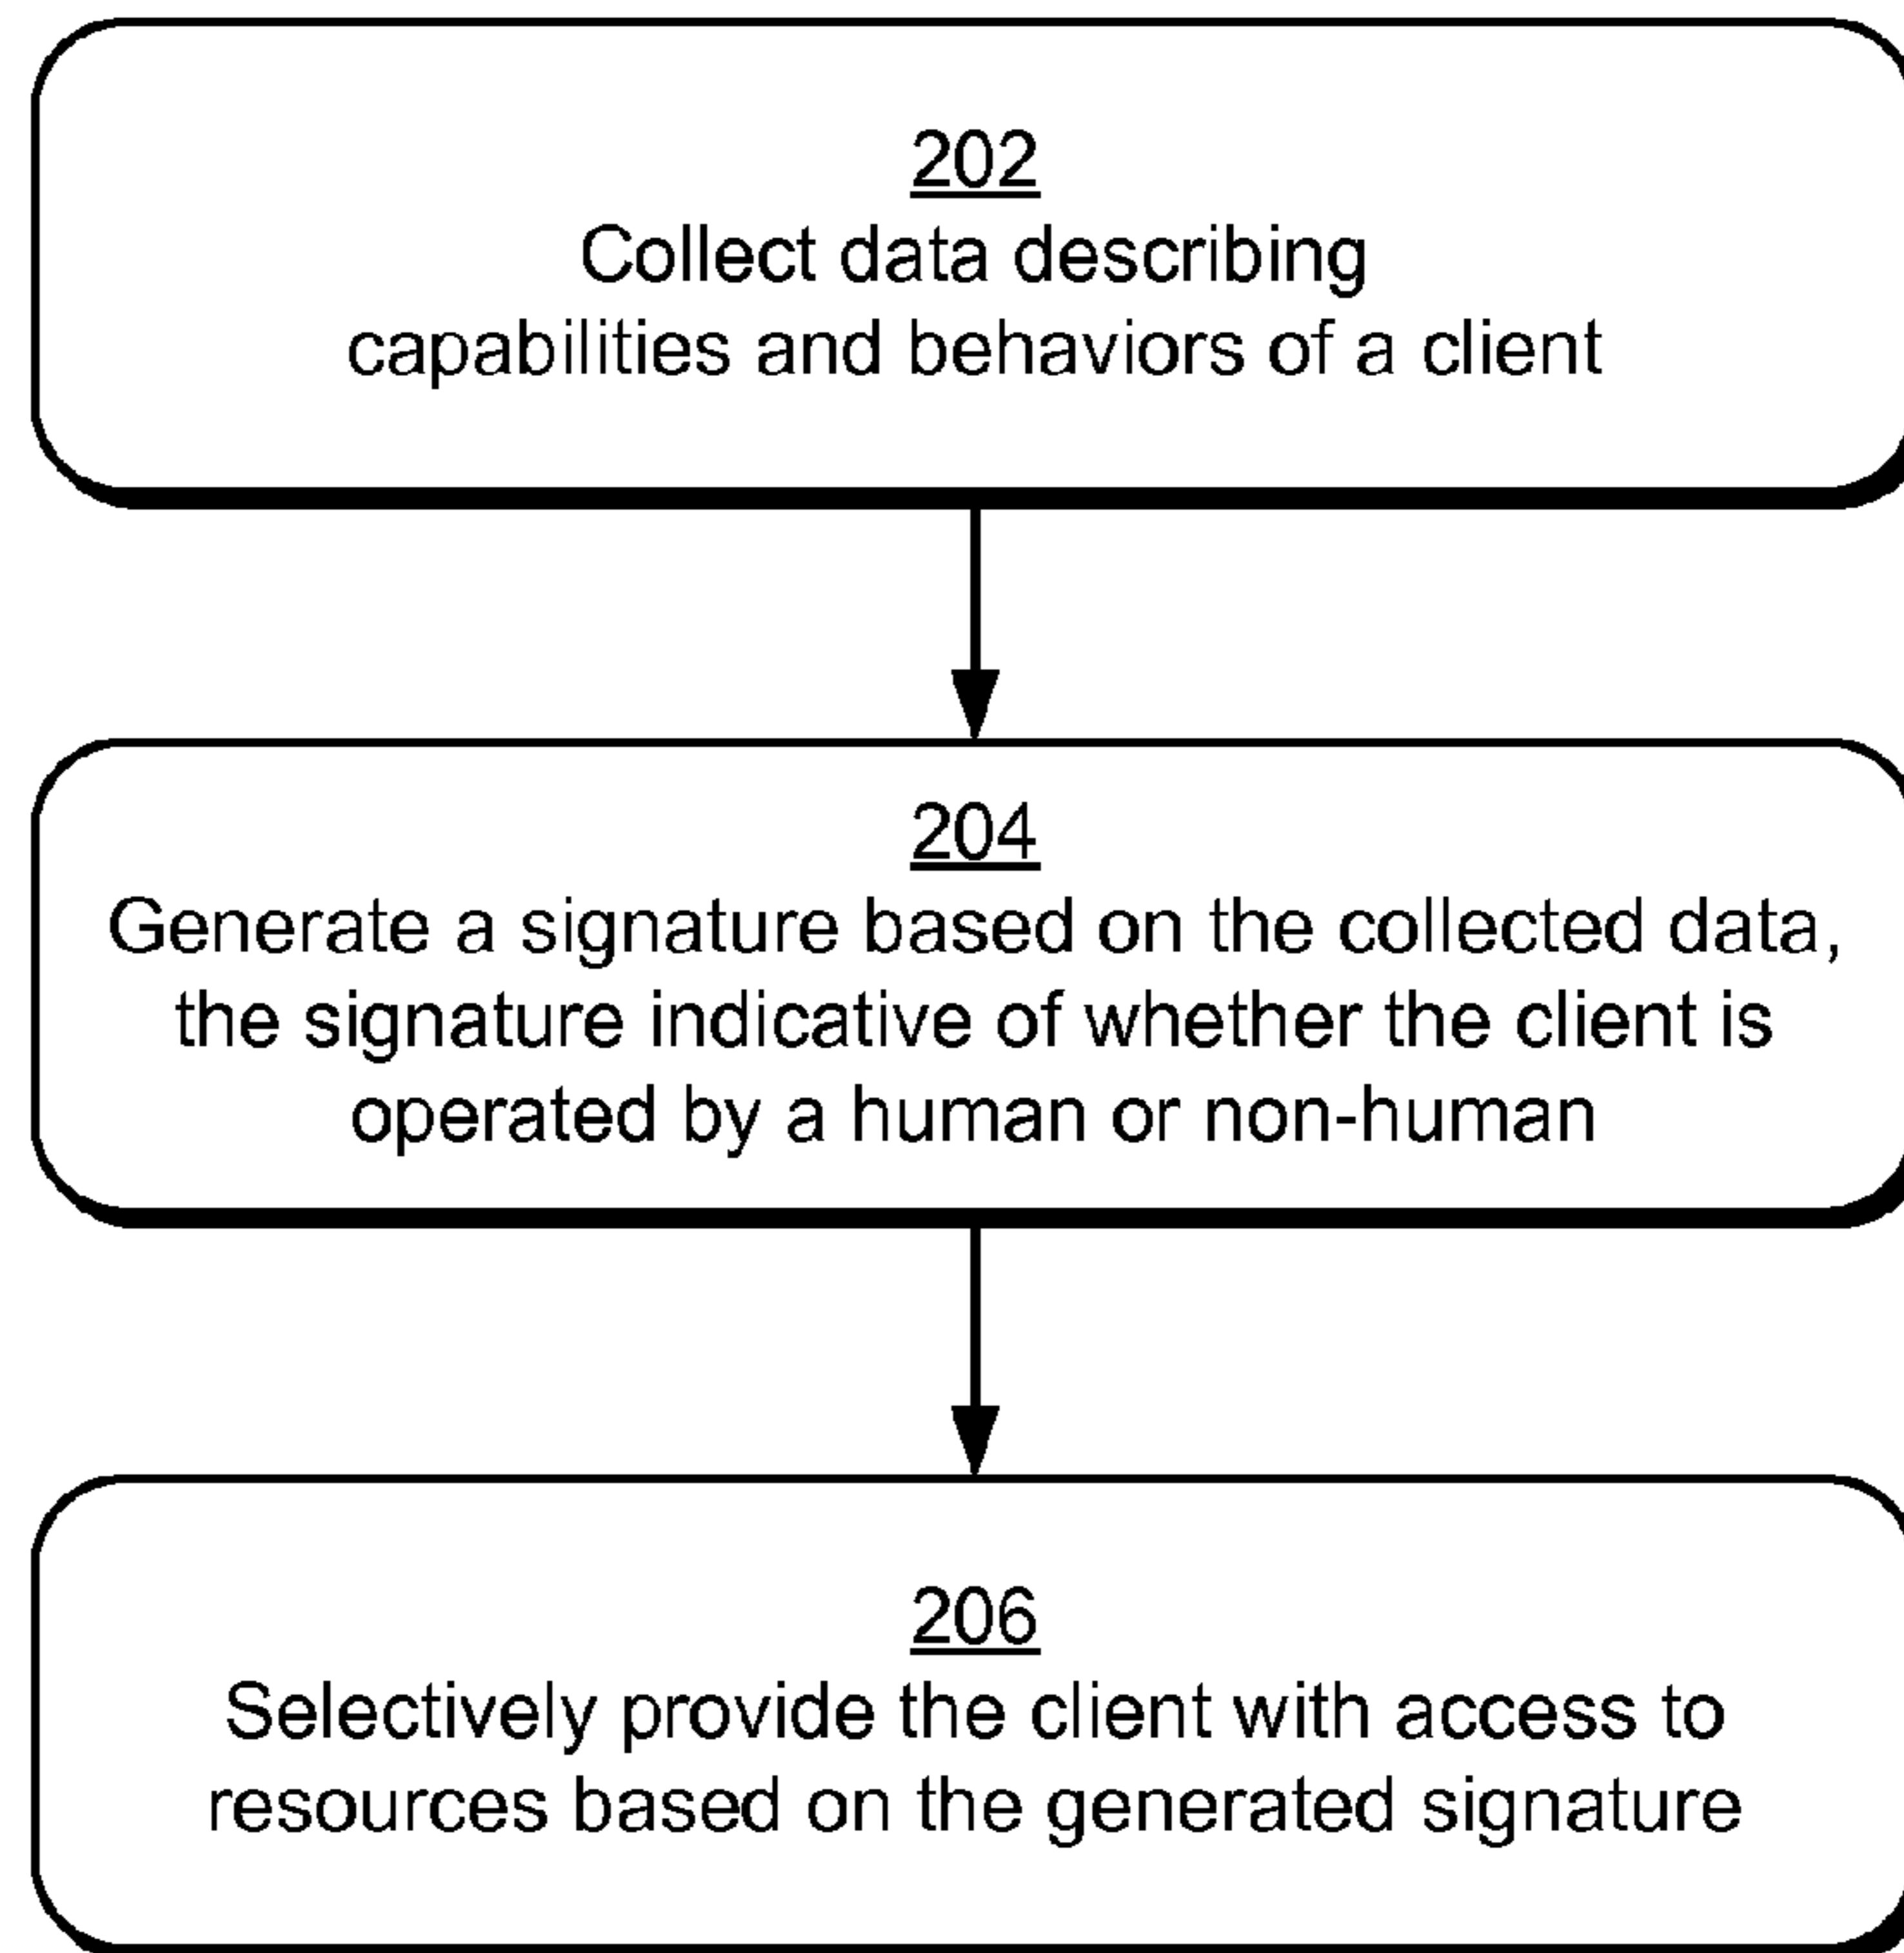 202
Collect data describing
capabilities and behaviors of a client
204
Generate a signature based on the collected data,
the signature indicative of whether the client is
operated by a human or non-human
206
Selectively provide the client with access to
resources based on the generated signature